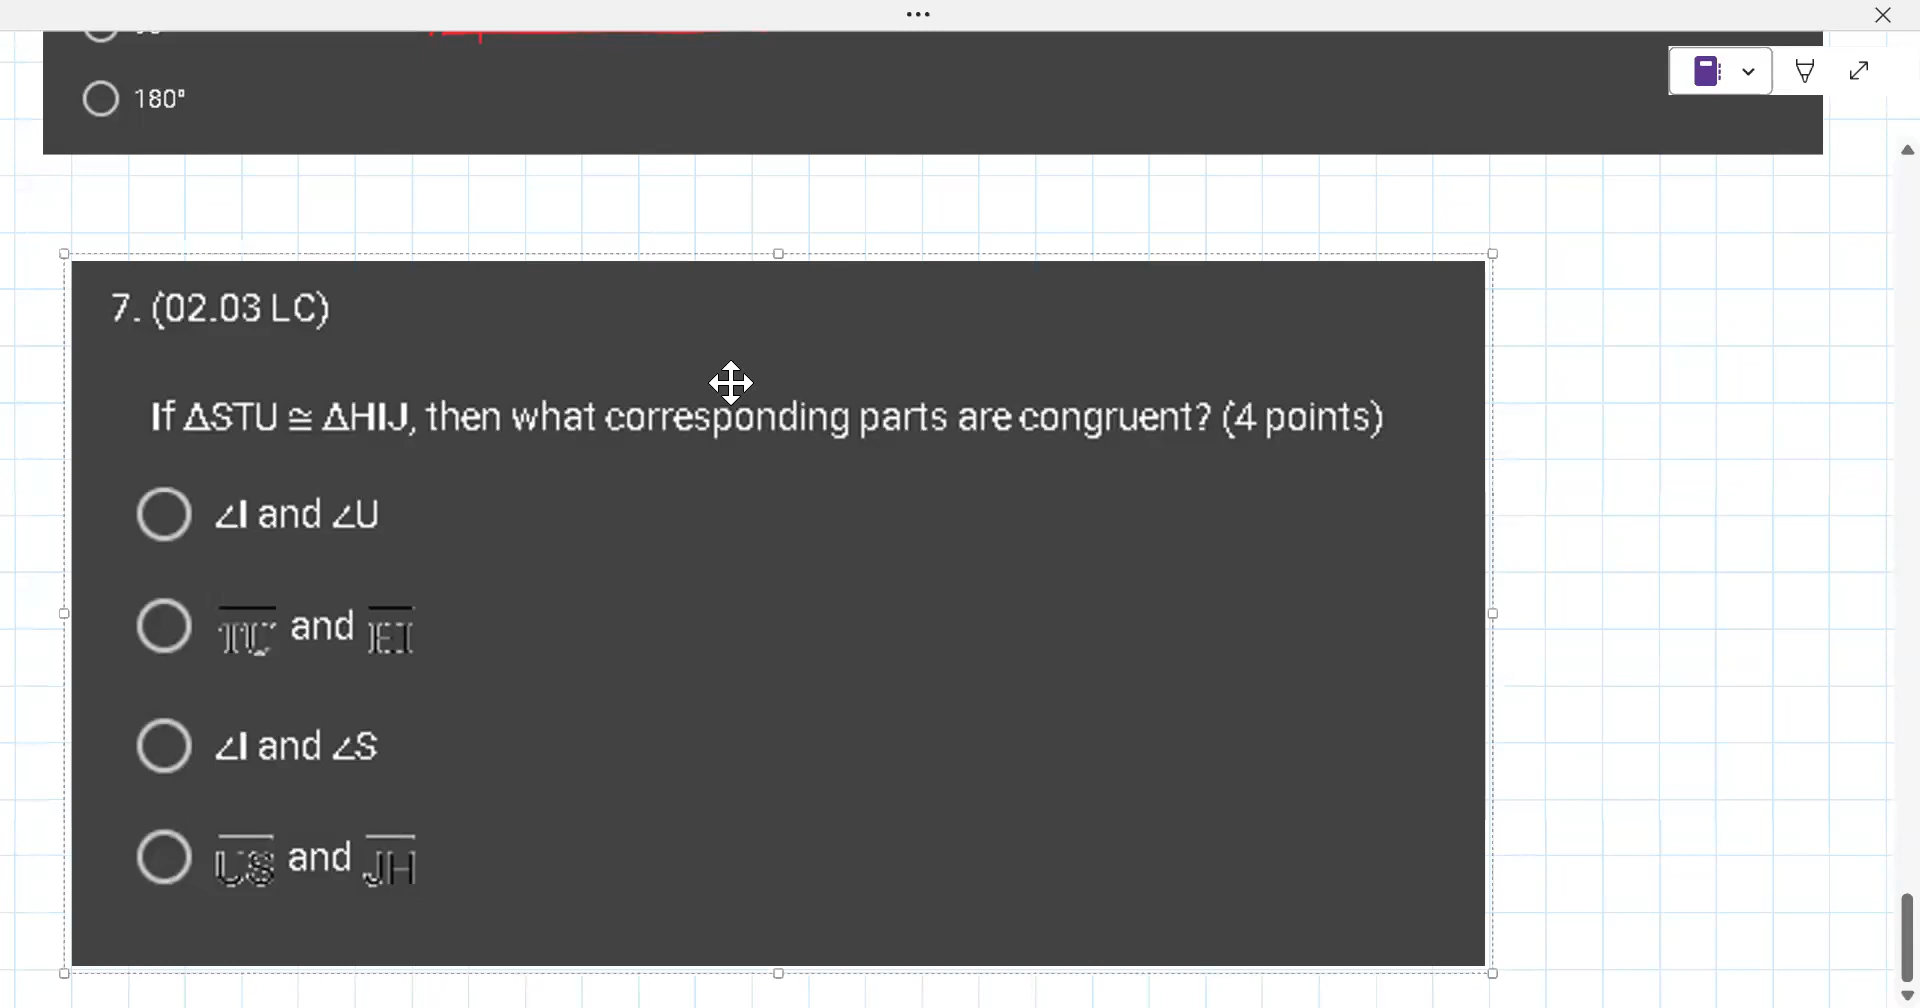 180°
7. (02.03 LC)
If ΔSTU ≅ ΔHIJ, then what corresponding parts are congruent? (4 points)
∠I and ∠U
and
∠I and ∠S
US and JH